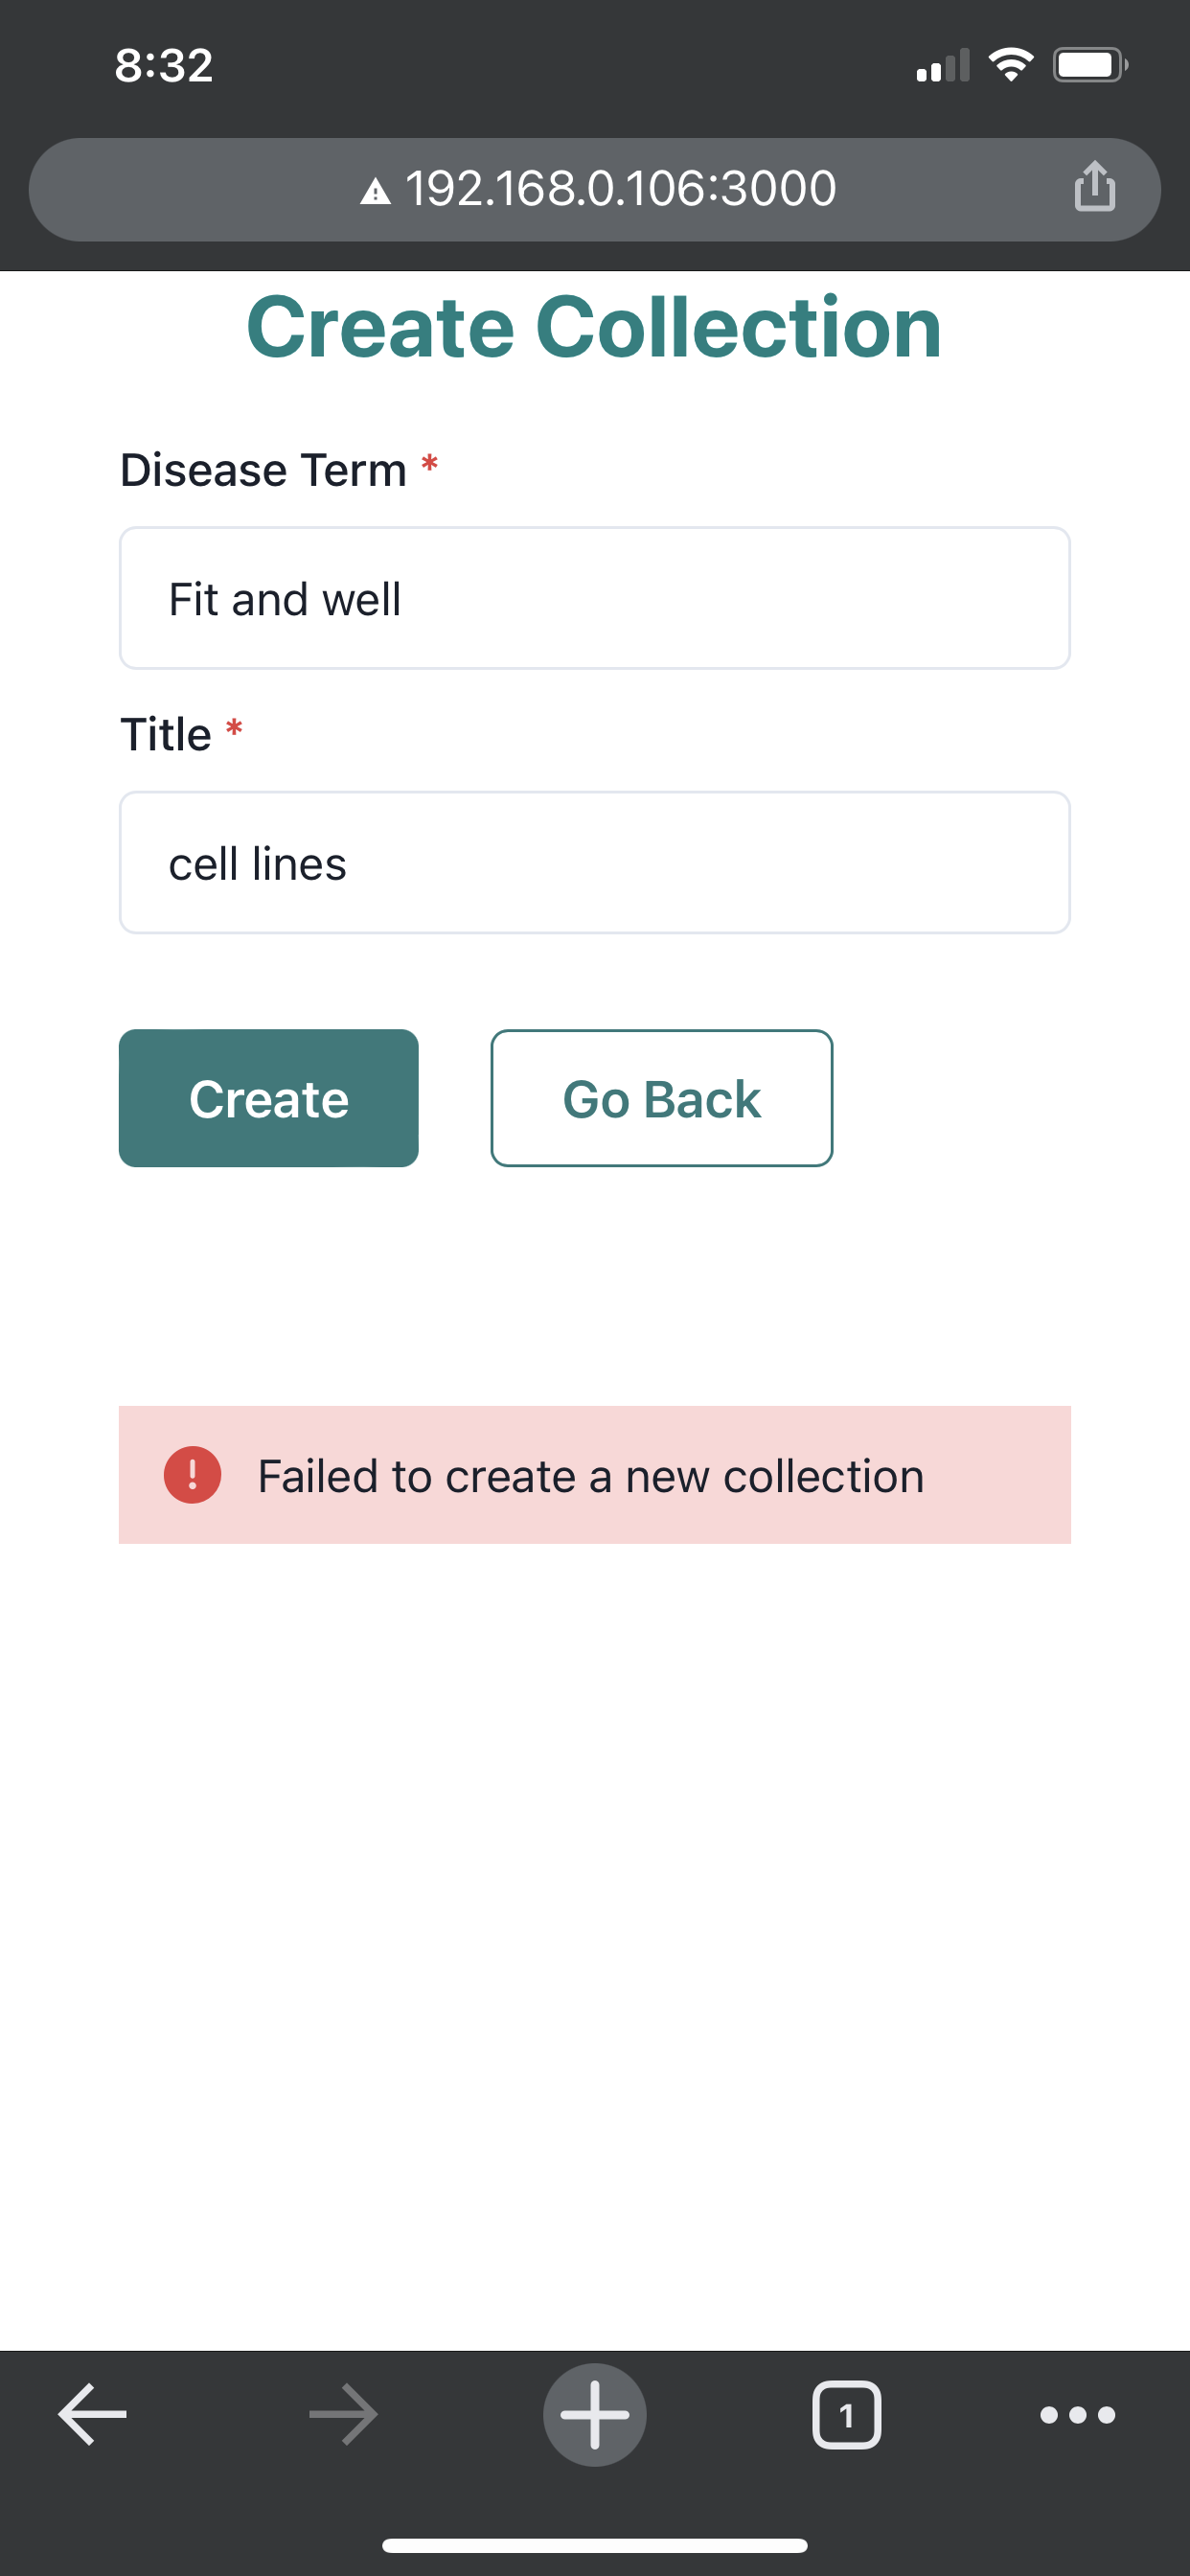 8:32
192.168.0.106:3000
Create Collection
Disease Term *
Fit and well
Title *
cell lines
Create
Go Back
Failed to create a new collection
1